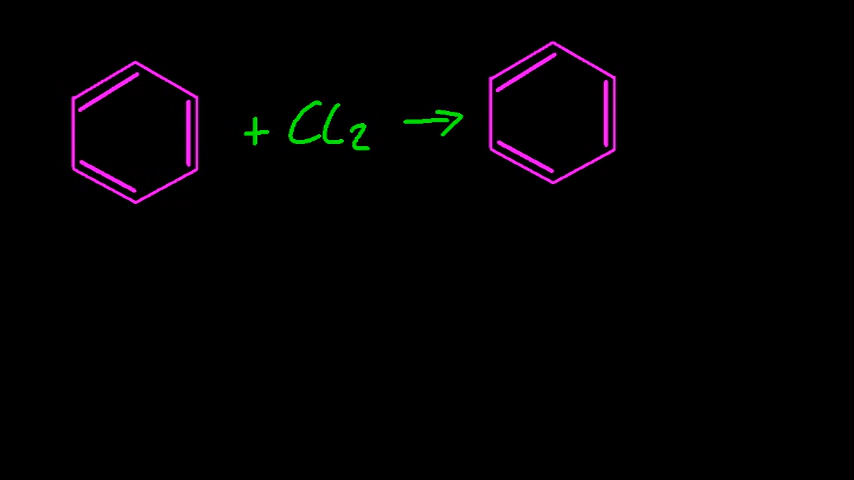 + Cl₂ →